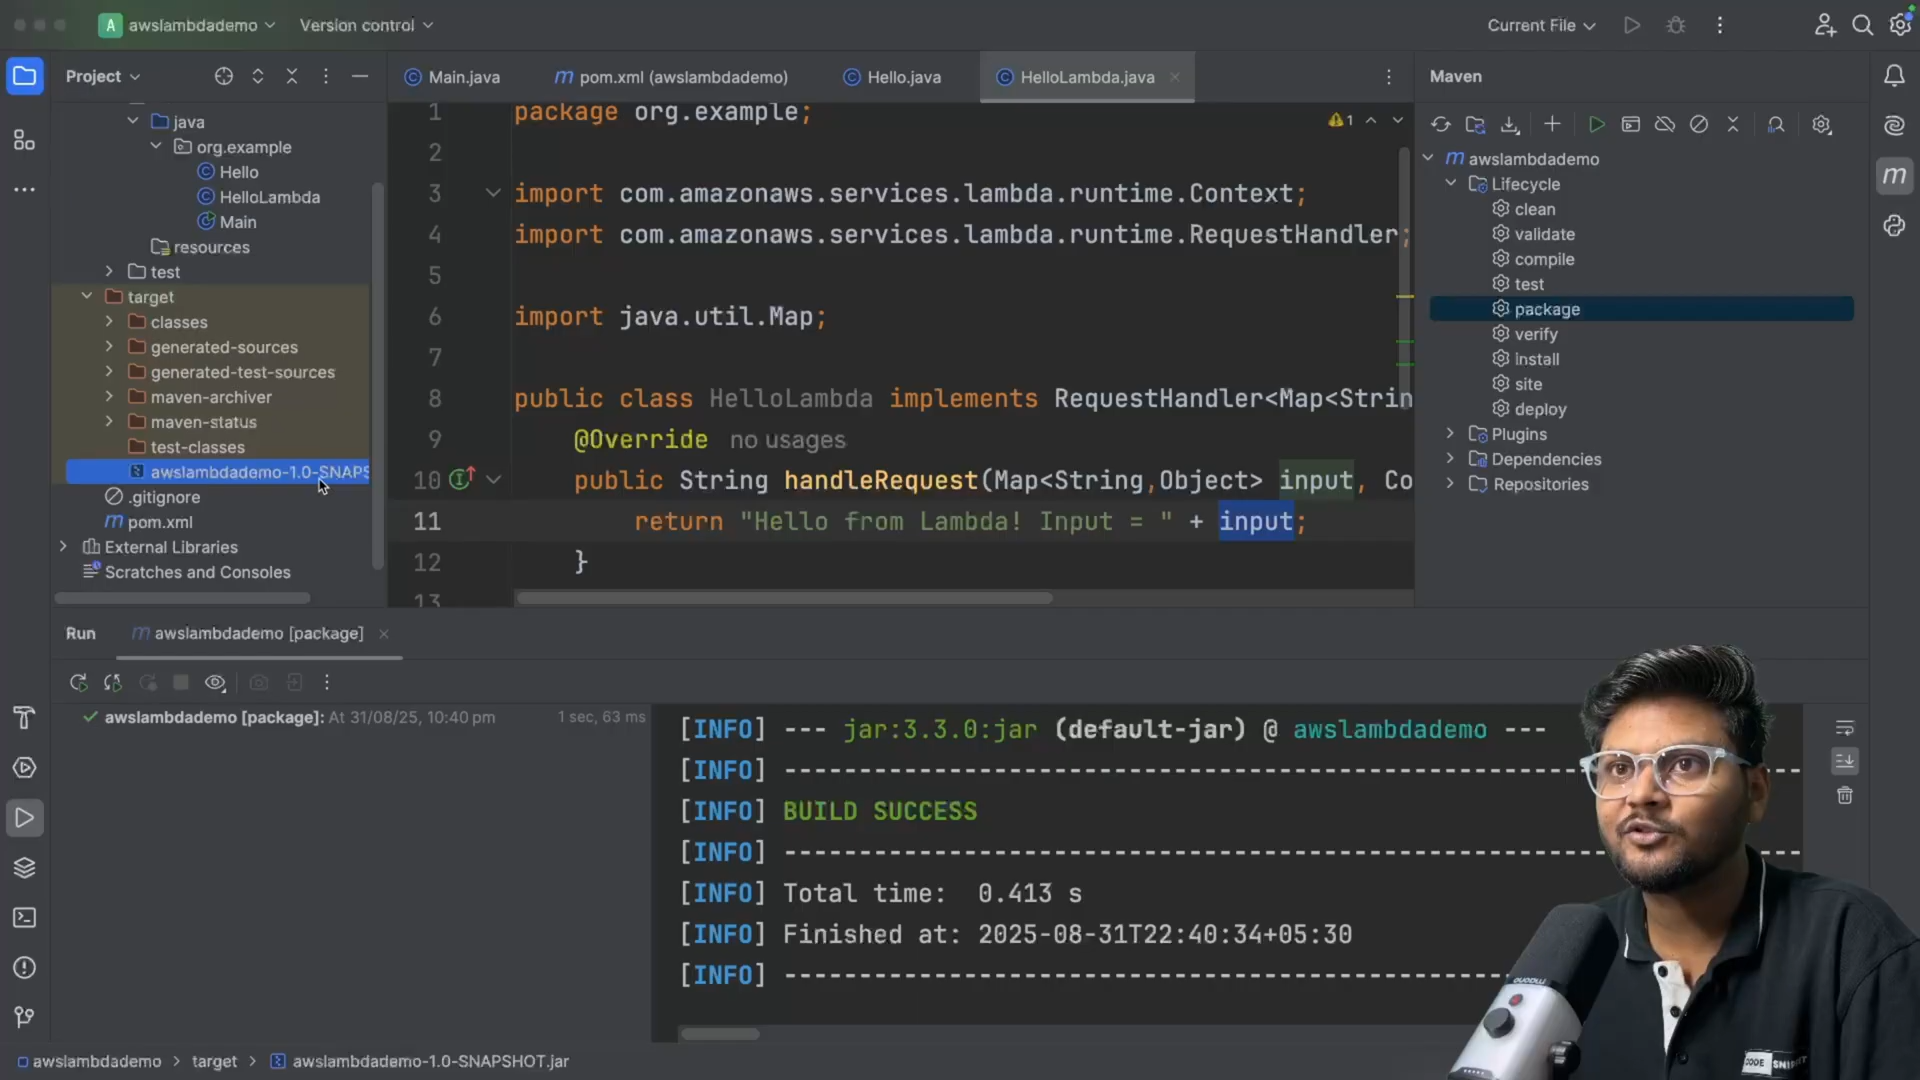 A awslambdademo
Version control
Current File
Project
Main.java
pom.xml (awslambdademo)
Hello.java
HelloLambda.java
Maven
java
org.example
Hello
HelloLambda
Main
resources
test
target
classes
generated-sources
generated-test-sources
maven-archiver
maven-status
test-classes
awslambdademo-1.0-SNAPS
.gitignore
pom.xml
External Libraries
Scratches and Consoles
1 package org.example;
2
3 import com.amazonaws.services.lambda.runtime.Context;
4 import com.amazonaws.services.lambda.runtime.RequestHandler;
5
6 import java.util.Map;
7
8 public class HelloLambda implements RequestHandler<Map<Strin
9 @Override no usages
10 public String handleRequest(Map<String,Object> input, Co
11 return "Hello from Lambda! Input = " + input;
12 }
13
1
awslambdademo
Lifecycle
clean
validate
compile
test
package
verify
install
site
deploy
Plugins
Dependencies
Repositories
Run
awslambdademo [package]
awslambdademo [package]: At 31/08/25, 10:40 pm 1 sec, 63 ms
[INFO] --- jar:3.3.0:jar (default-jar) @ awslambdademo ---
[INFO] ------------------------------------------------------------------------
[INFO] BUILD SUCCESS
[INFO] ------------------------------------------------------------------------
[INFO] Total time:  0.413 s
[INFO] Finished at: 2025-08-31T22:40:34+05:30
[INFO] ------------------------------------------------------------------------
awslambdademo > target > awslambdademo-1.0-SNAPSHOT.jar
CODE